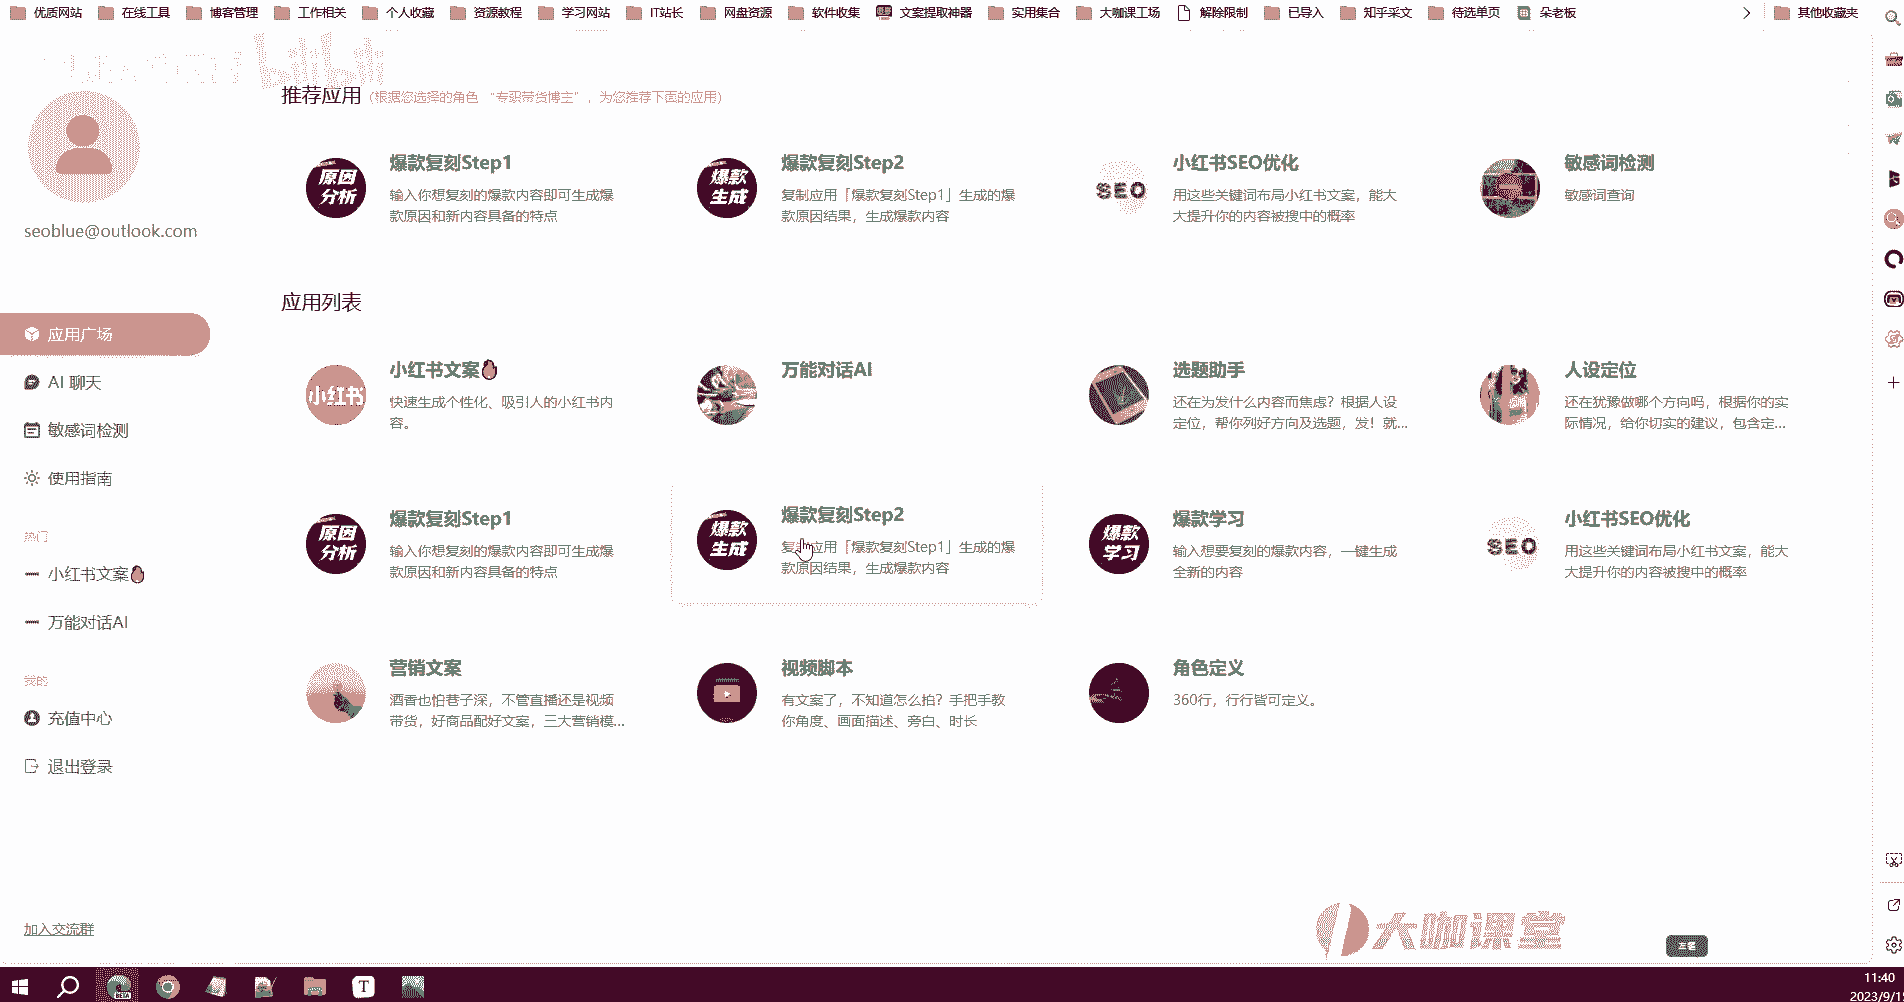 优质网站 在线工具 博客管理 工作相关 个人收藏 资源教程 学习网站 IT站长 网盘资源 软件收集 文案提取神器 实用集合 大咖课工场 解除限制 已导入 知乎采文 待选单页 朵老板 其他收藏夹
bilibili
推荐应用（根据您选择的角色 “专职带货博主”，为您推荐下面的应用）
原因分析
爆款复刻Step1
输入你想复刻的爆款内容即可生成爆
款原因和新内容具备的特点
爆款生成
爆款复刻Step2
复制应用「爆款复刻Step1」生成的爆
款原因结果，生成爆款内容
SEO
小红书SEO优化
用这些关键词布局小红书文案，能大
大提升你的内容被搜中的概率
敏感词检测
敏感词查询
seoblue@outlook.com
应用广场
AI 聊天
敏感词检测
使用指南
热门
小红书文案
万能对话AI
我的
充值中心
退出登录
加入交流群
应用列表
小红书
小红书文案
快速生成个性化、吸引人的小红书内
容。
万能对话AI
选题助手
还在为发什么内容而焦虑？根据人设
定位，帮你列好方向及选题，发！就...
人设定位
还在犹豫做哪个方向吗，根据你的实
际情况，给你切实的建议，包含定...
原因分析
爆款复刻Step1
输入你想复刻的爆款内容即可生成爆
款原因和新内容具备的特点
爆款生成
爆款复刻Step2
复制应用「爆款复刻Step1」生成的爆
款原因结果，生成爆款内容
爆款学习
爆款学习
输入想要复刻的爆款内容，一键生成
全新的内容
SEO
小红书SEO优化
用这些关键词布局小红书文案，能大
大提升你的内容被搜中的概率
营销文案
酒香也怕巷子深，不管直播还是视频
带货，好商品配好文案，三大营销模...
视频脚本
有文案了，不知道怎么拍？手把手教
你角度、画面描述、旁白、时长
角色定义
360行，行行皆可定义。
大咖课堂
左键
BETA
T
11:40